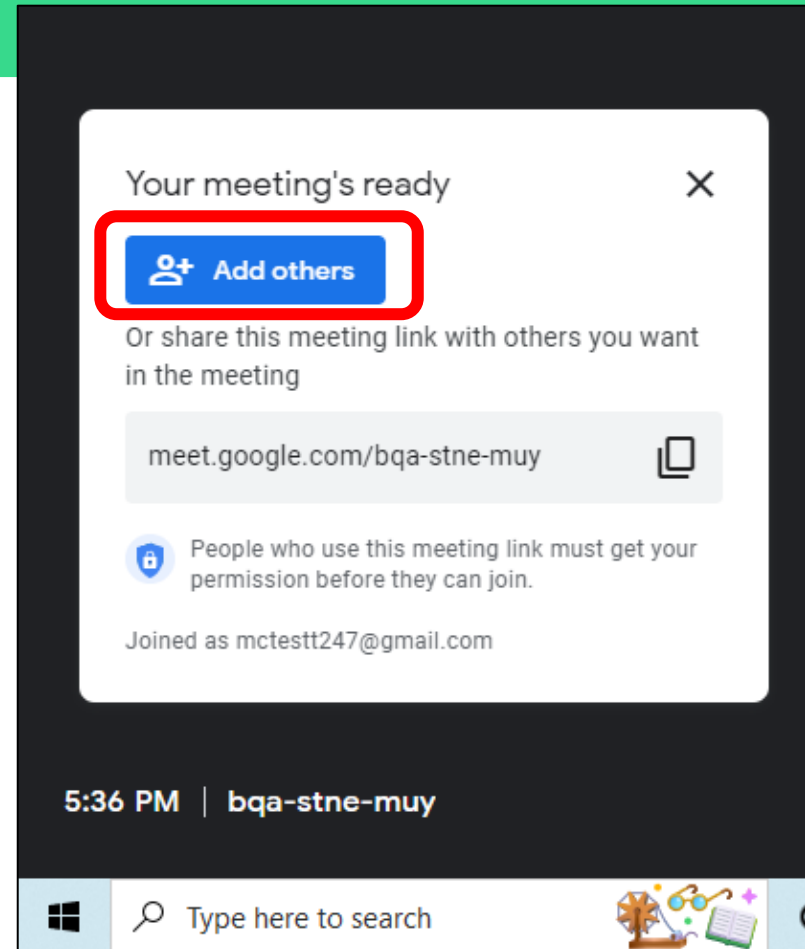 Your meeting's ready
Add others
Or share this meeting link with others you want
in the meeting
meet.google.com/bqa-stne-muy
People who use this meeting link must get your
permission before they can join.
Joined as mctestt247@gmail.com
5:36 PM | bqa-stne-muy
Type here to search